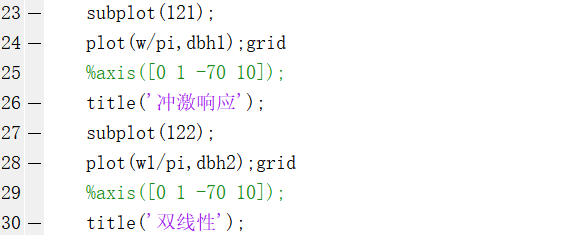 23 — subplot(121);
24 — plot(w/pi,dbh1);grid
25 %axis([0 1 -70 10]);
26 — title('冲激响应');
27 — subplot(122);
28 — plot(w1/pi,dbh2);grid
29 %axis([0 1 -70 10]);
30 — title('双线性');